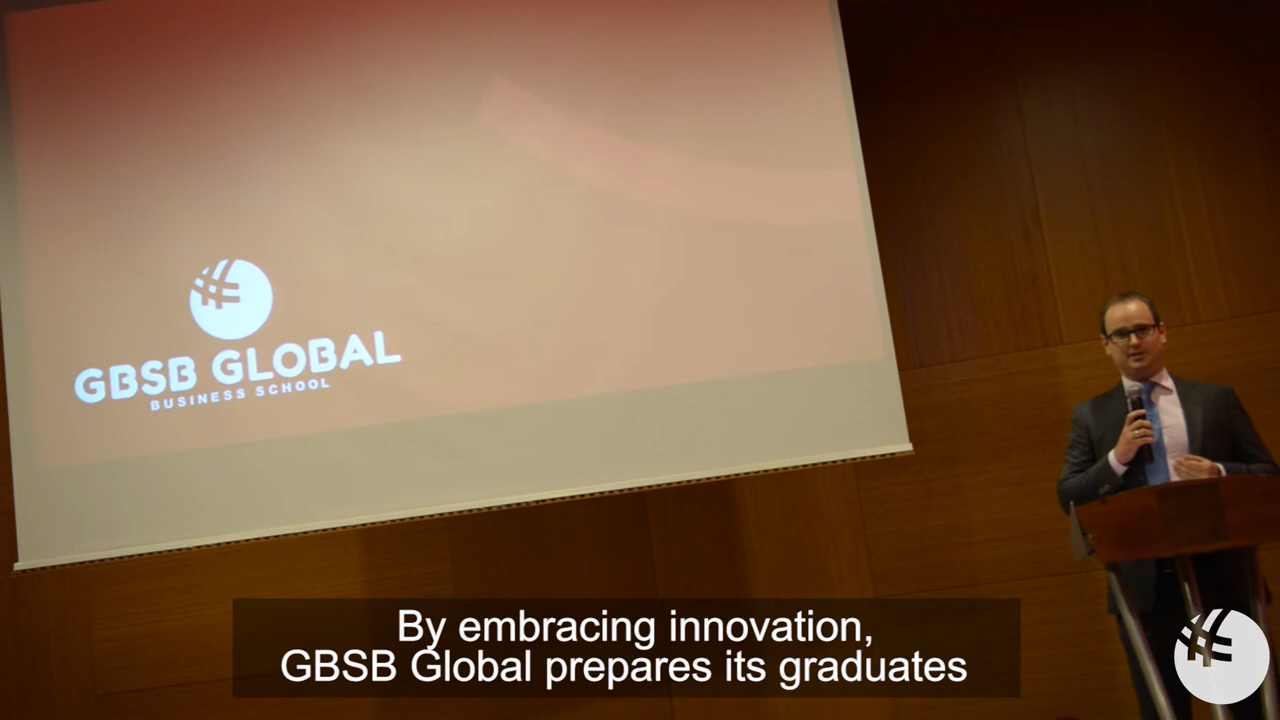 GBSB GLOBAL
BUSINESS SCHOOL
By embracing innovation,
GBSB Global prepares its graduates